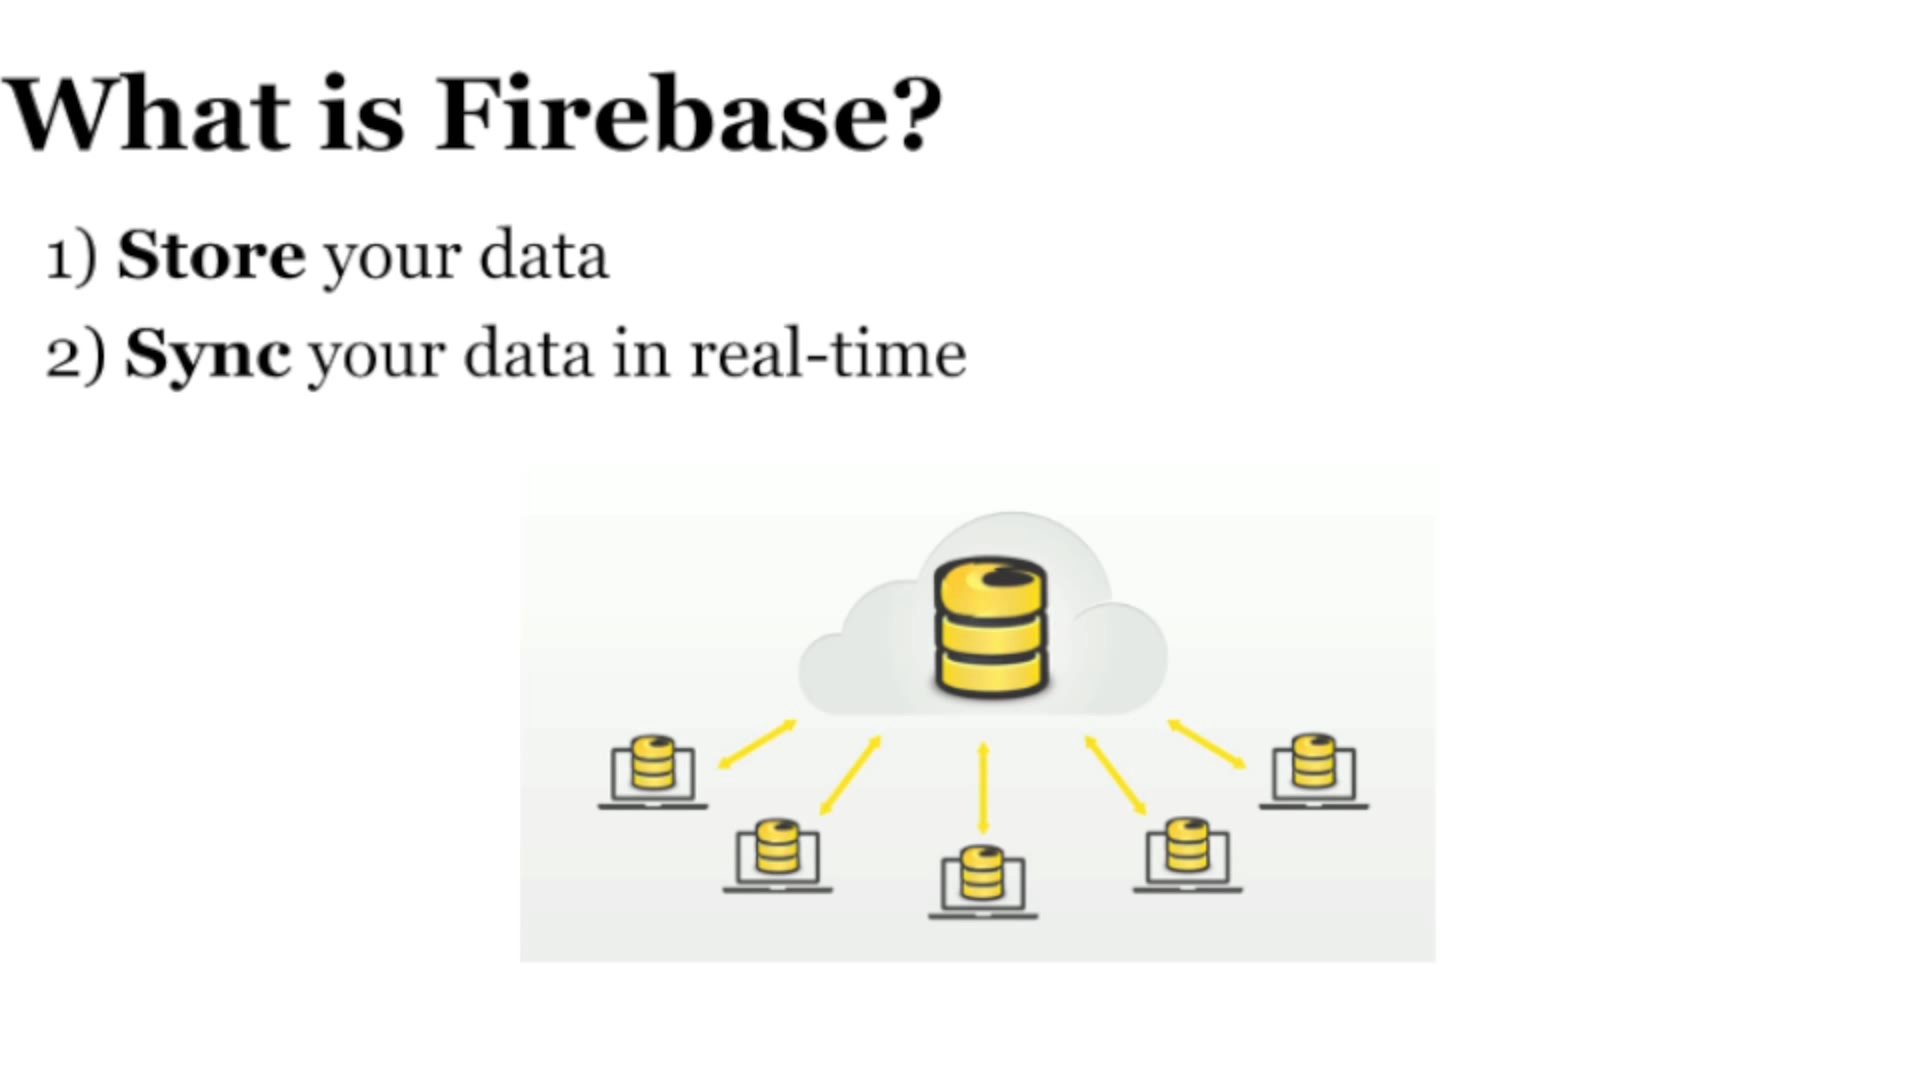 What is Firebase?
1) Store your data
2) Sync your data in real-time